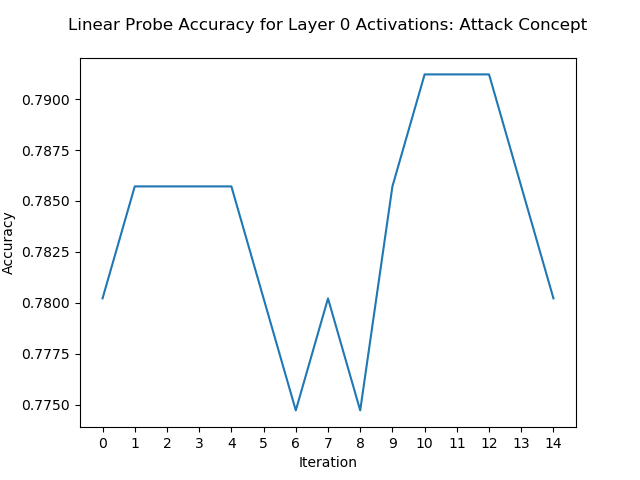 Linear Probe Accuracy for Layer 0 Activations: Attack Concept
0.7900
0.7875
0.7850
0.7825
0.7800
0.7775
0.7750
Accuracy
0 1 2 3 4 5 6 7 8 9 10 11 12 13 14
Iteration